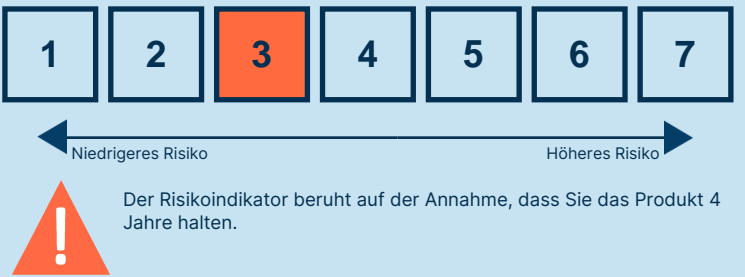 1 2 3 4 5 6 7
Niedrigeres Risiko Höheres Risiko
Der Risikoindikator beruht auf der Annahme, dass Sie das Produkt 4
Jahre halten.
!